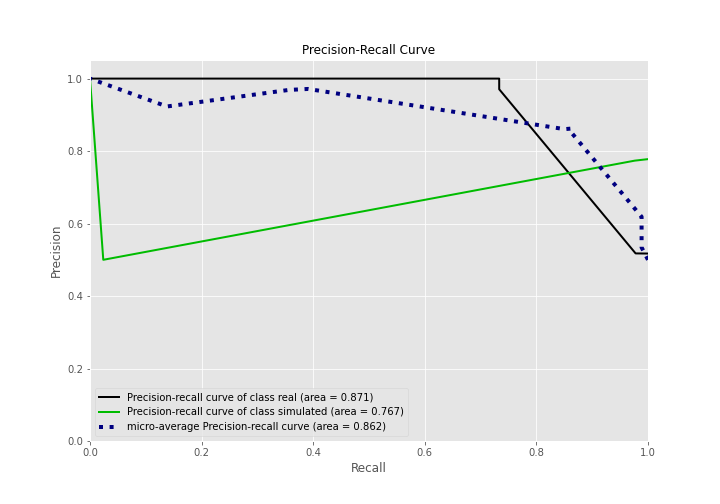 Precision-Recall Curve
Precision
1.0
0.8
0.6
0.4
0.2
0.0
Precision-recall curve of class real (area = 0.871)
Precision-recall curve of class simulated (area = 0.767)
micro-average Precision-recall curve (area = 0.862)
0.0 0.2 0.4 0.6 0.8 1.0
Recall